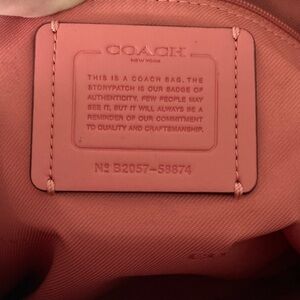 COACH
NEW YORK
THIS IS A COACH BAG. THE
STORYPATCH IS OUR BADGE OF
AUTHENTICITY. FEW PEOPLE MAY
SEE IT, BUT IT WILL ALWAYS BE A
REMINDER OF OUR COMMITMENT
TO QUALITY AND CRAFTSMANSHIP.
Nº B2057-58874